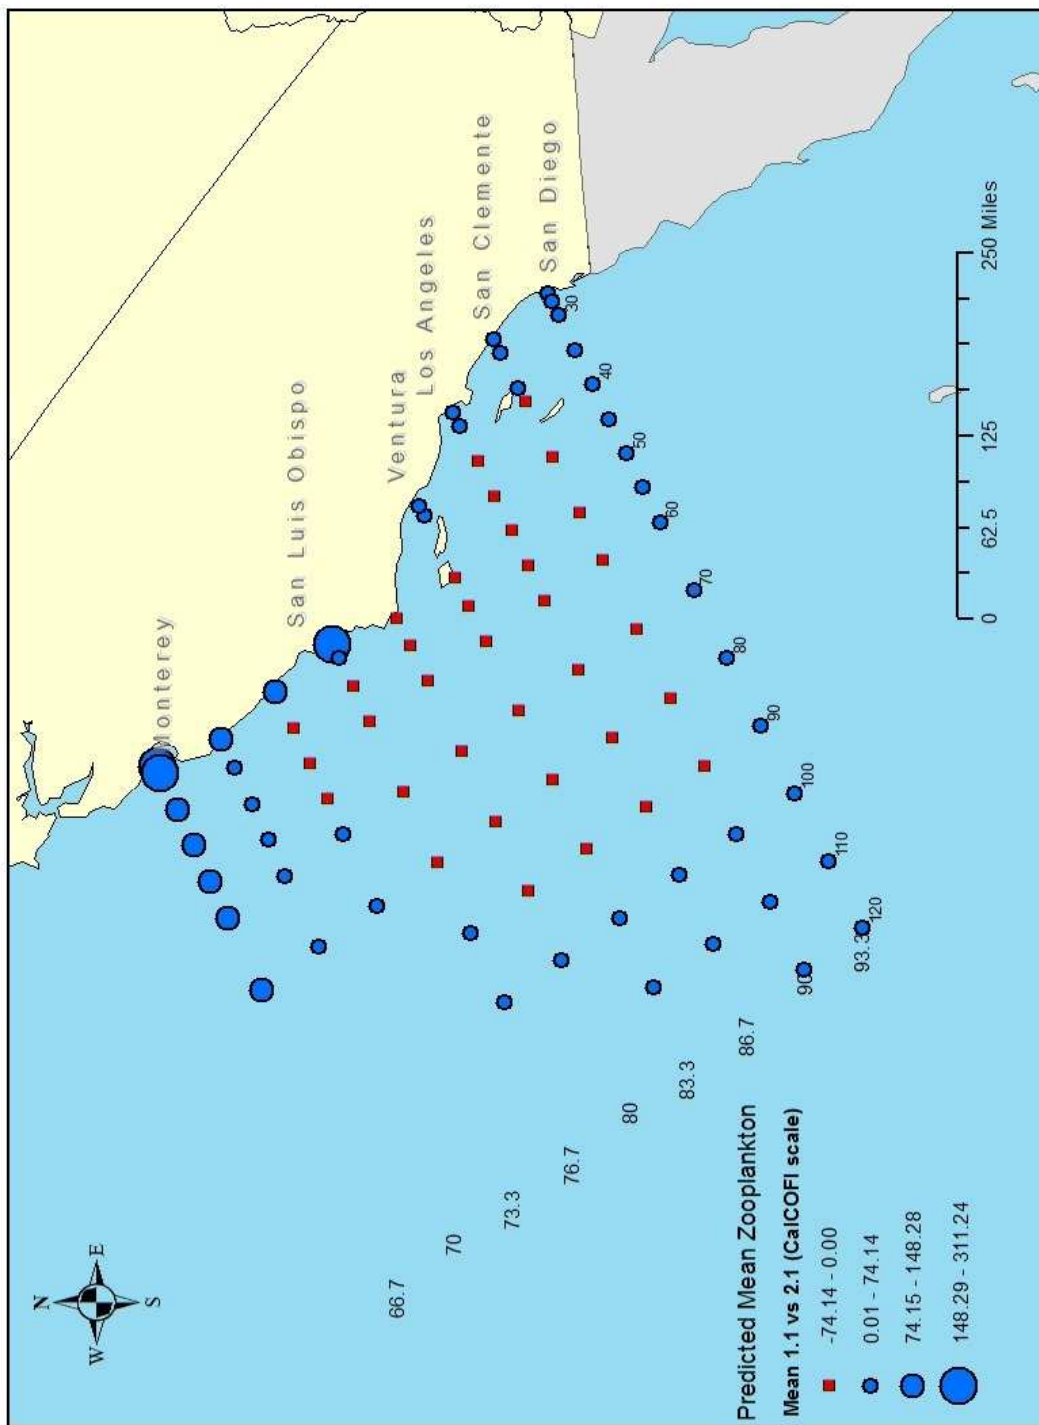 N
W
E
S
Monterey
San Luis Obispo
Ventura
Los Angeles
San Clemente
San Diego
30
40
50
60
70
80
90
100
110
120
66.7
70
73.3
76.7
80
83.3
86.7
90
93.3
Predicted Mean Zooplankton
Mean 1.1 vs 2.1 (CalCOFI scale)
-74.14 - 0.00
0.01 - 74.14
74.15 - 148.28
148.29 - 311.24
0 62.5 125 250 Miles